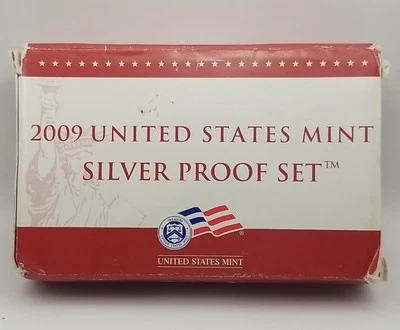 2009 UNITED STATES MINT
SILVER PROOF SET™
UNITED STATES MINT